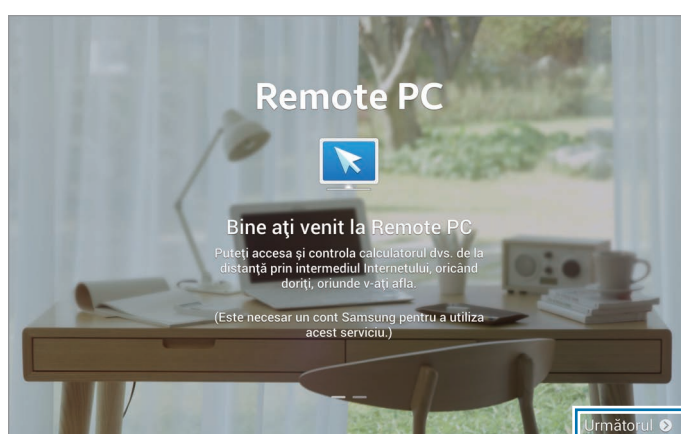 Remote PC
Bine aţi venit la Remote PC
Puteţi accesa şi controla calculatorul dvs. de la
distanţă prin intermediul Internetului, oricând
doriţi, oriunde v-aţi afla.
(Este necesar un cont Samsung pentru a utiliza
acest serviciu.)
Următorul